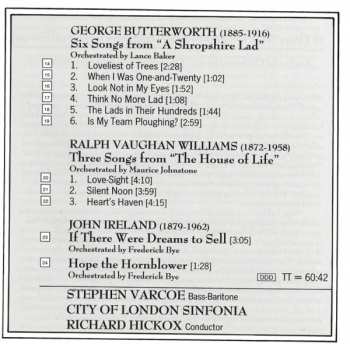 GEORGE BUTTERWORTH (1885-1916)
Six Songs from "A Shropshire Lad"
Orchestrated by Lance Baker
14 1. Loveliest of Trees [2:28]
15 2. When I Was One-and-Twenty [1:02]
16 3. Look Not in My Eyes [1:52]
17 4. Think No More Lad [1:08]
18 5. The Lads in Their Hundreds [1:44]
19 6. Is My Team Ploughing? [2:59]
RALPH VAUGHAN WILLIAMS (1872-1958)
Three Songs from "The House of Life"
Orchestrated by Maurice Johnstone
20 1. Love-Sight [4:10]
21 2. Silent Noon [3:59]
22 3. Heart's Haven [4:15]
JOHN IRELAND (1879-1962)
23 If There Were Dreams to Sell [3:05]
Orchestrated by Frederick Bye
24 Hope the Hornblower [1:28]
Orchestrated by Frederick Bye
DDD TT = 60:42
STEPHEN VARCOE Bass-Baritone
CITY OF LONDON SINFONIA
RICHARD HICKOX Conductor